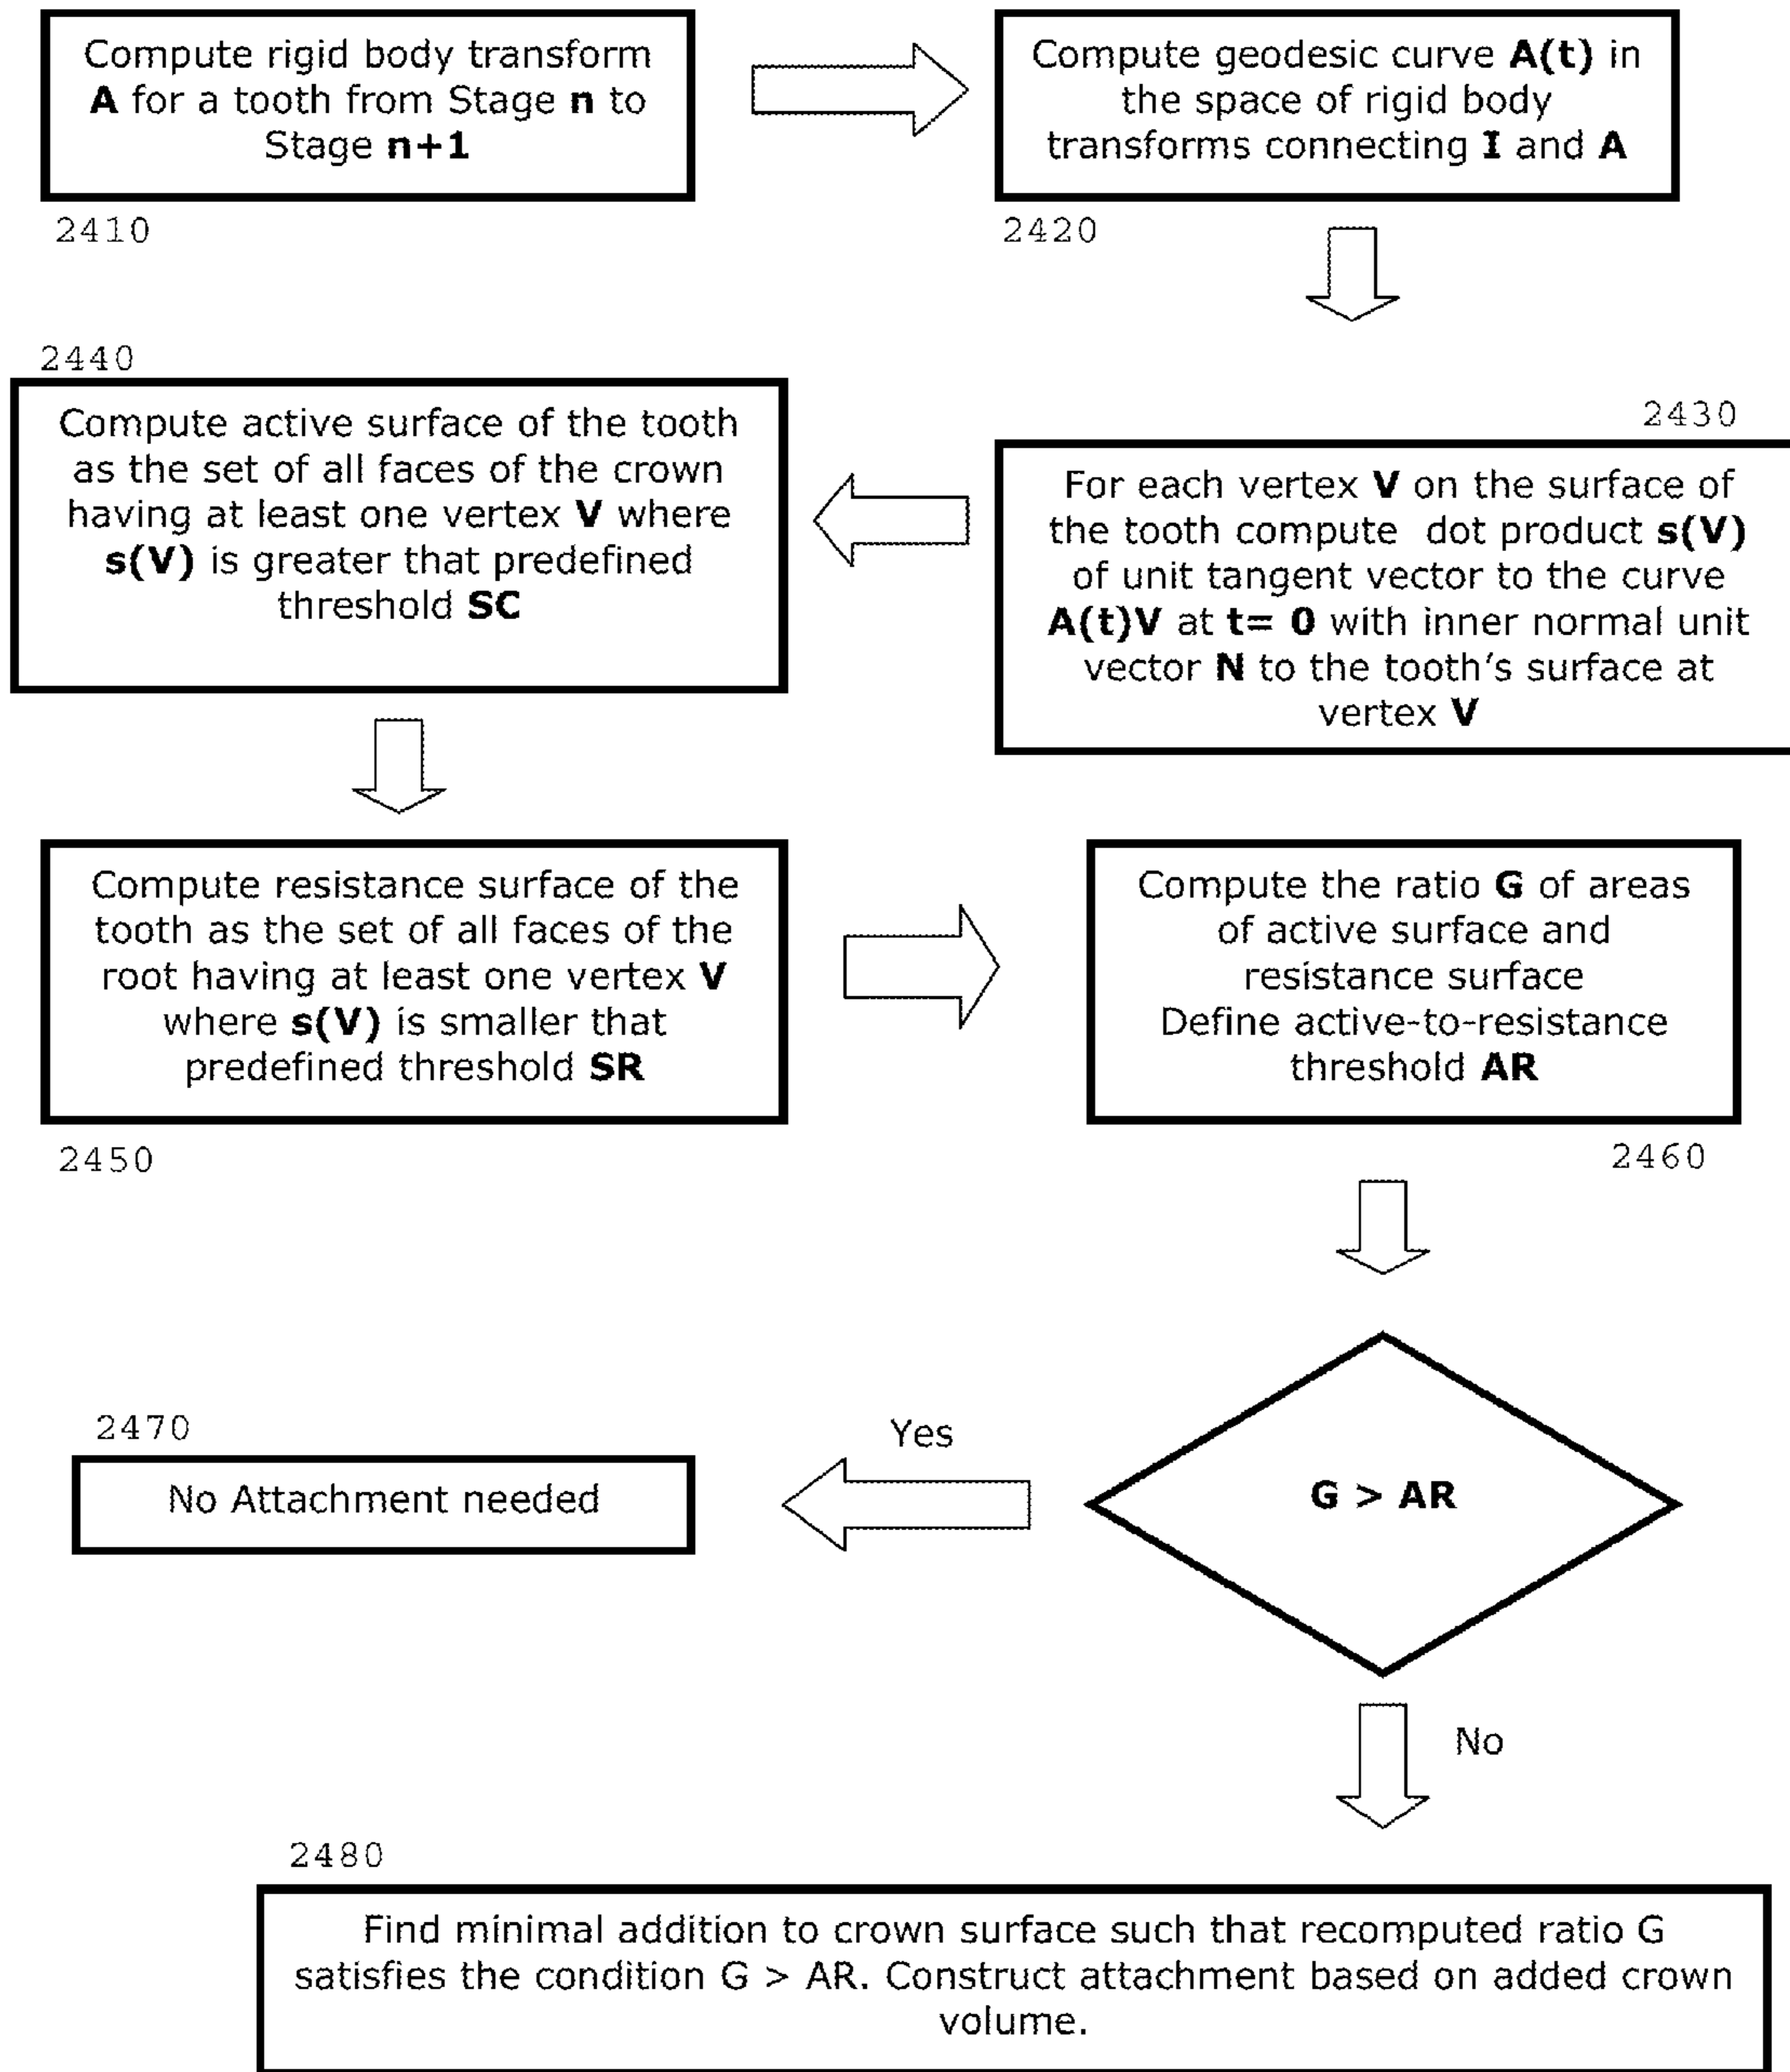 Compute rigid body transform
A for a tooth from Stage n to
Stage n+1
2410
Compute geodesic curve A(t) in
the space of rigid body
transforms connecting I and A
2420
2430
For each vertex V on the surface of
the tooth compute dot product s(V)
of unit tangent vector to the curve
A(t)V at t= 0 with inner normal unit
vector N to the tooth's surface at
vertex V
2440
Compute active surface of the tooth
as the set of all faces of the crown
having at least one vertex V where
s(V) is greater that predefined
threshold SC
Compute resistance surface of the
tooth as the set of all faces of the
root having at least one vertex V
where s(V) is smaller that
predefined threshold SR
2450
Compute the ratio G of areas
of active surface and
resistance surface
Define active-to-resistance
threshold AR
2460
G > AR
Yes
2470
No Attachment needed
No
2480
Find minimal addition to crown surface such that recomputed ratio G
satisfies the condition G > AR. Construct attachment based on added crown
volume.